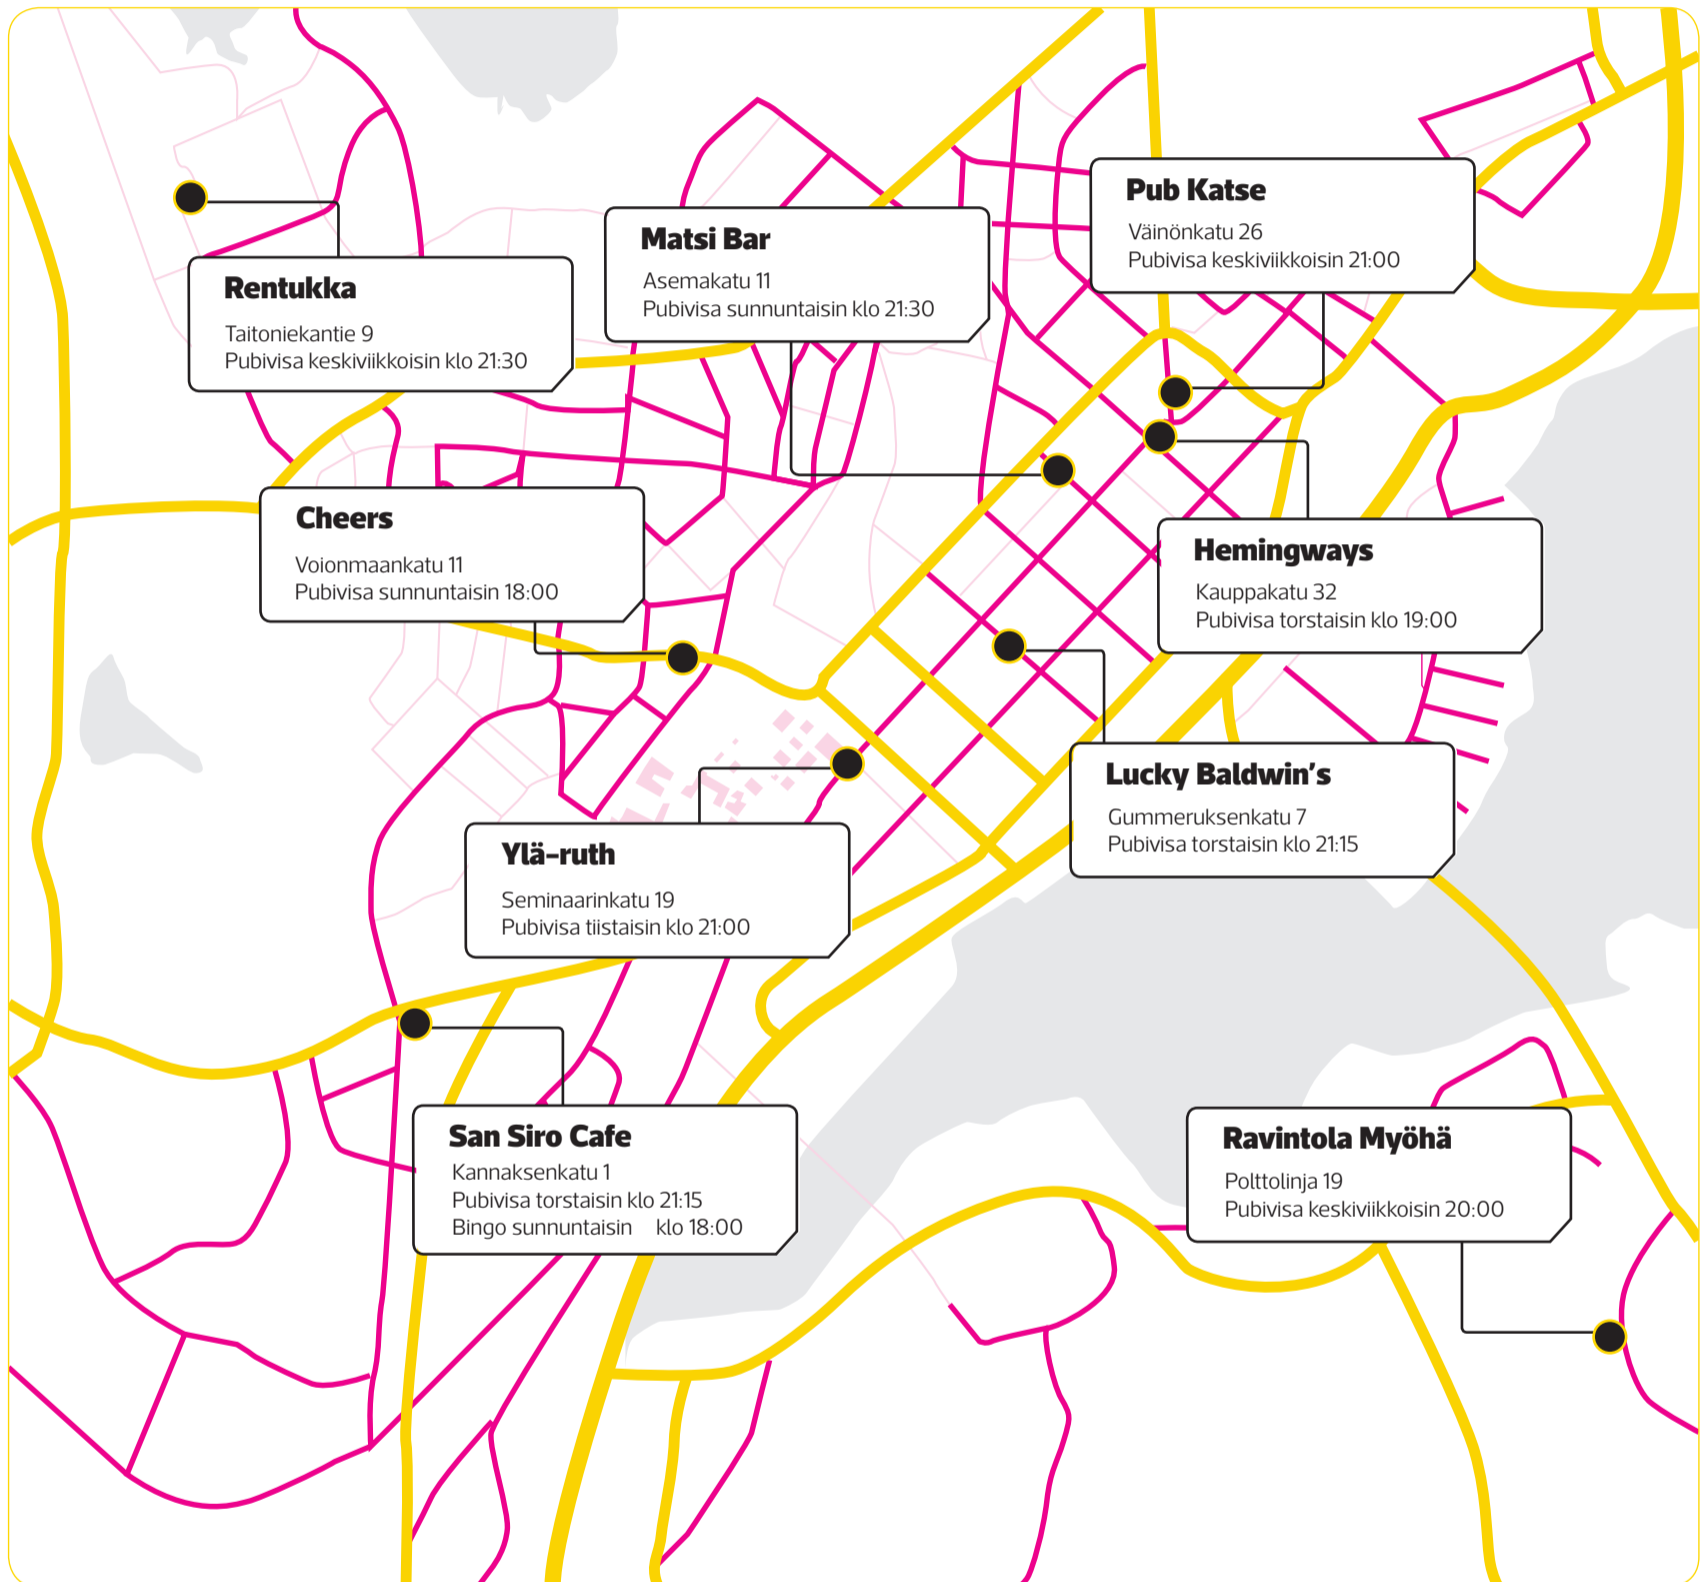 Pub Katse
Väinönkatu 26
Pubivisa keskiviikkoisin 21:00
Matsi Bar
Asemakatu 11
Pubivisa sunnuntaisin klo 21:30
Rentukka
Taitoniekantie 9
Pubivisa keskiviikkoisin klo 21:30
Cheers
Voionmaankatu 11
Pubivisa sunnuntaisin 18:00
Hemingways
Kauppakatu 32
Pubivisa torstaisin klo 19:00
Lucky Baldwin's
Gummeruksenkatu 7
Pubivisa torstaisin klo 21:15
Ylä-ruth
Seminaarinkatu 19
Pubivisa tiistaisin klo 21:00
San Siro Cafe
Kannaksenkatu 1
Pubivisa torstaisin klo 21:15
Bingo sunnuntaisin klo 18:00
Ravintola Myöhä
Polttolinja 19
Pubivisa keskiviikkoisin 20:00